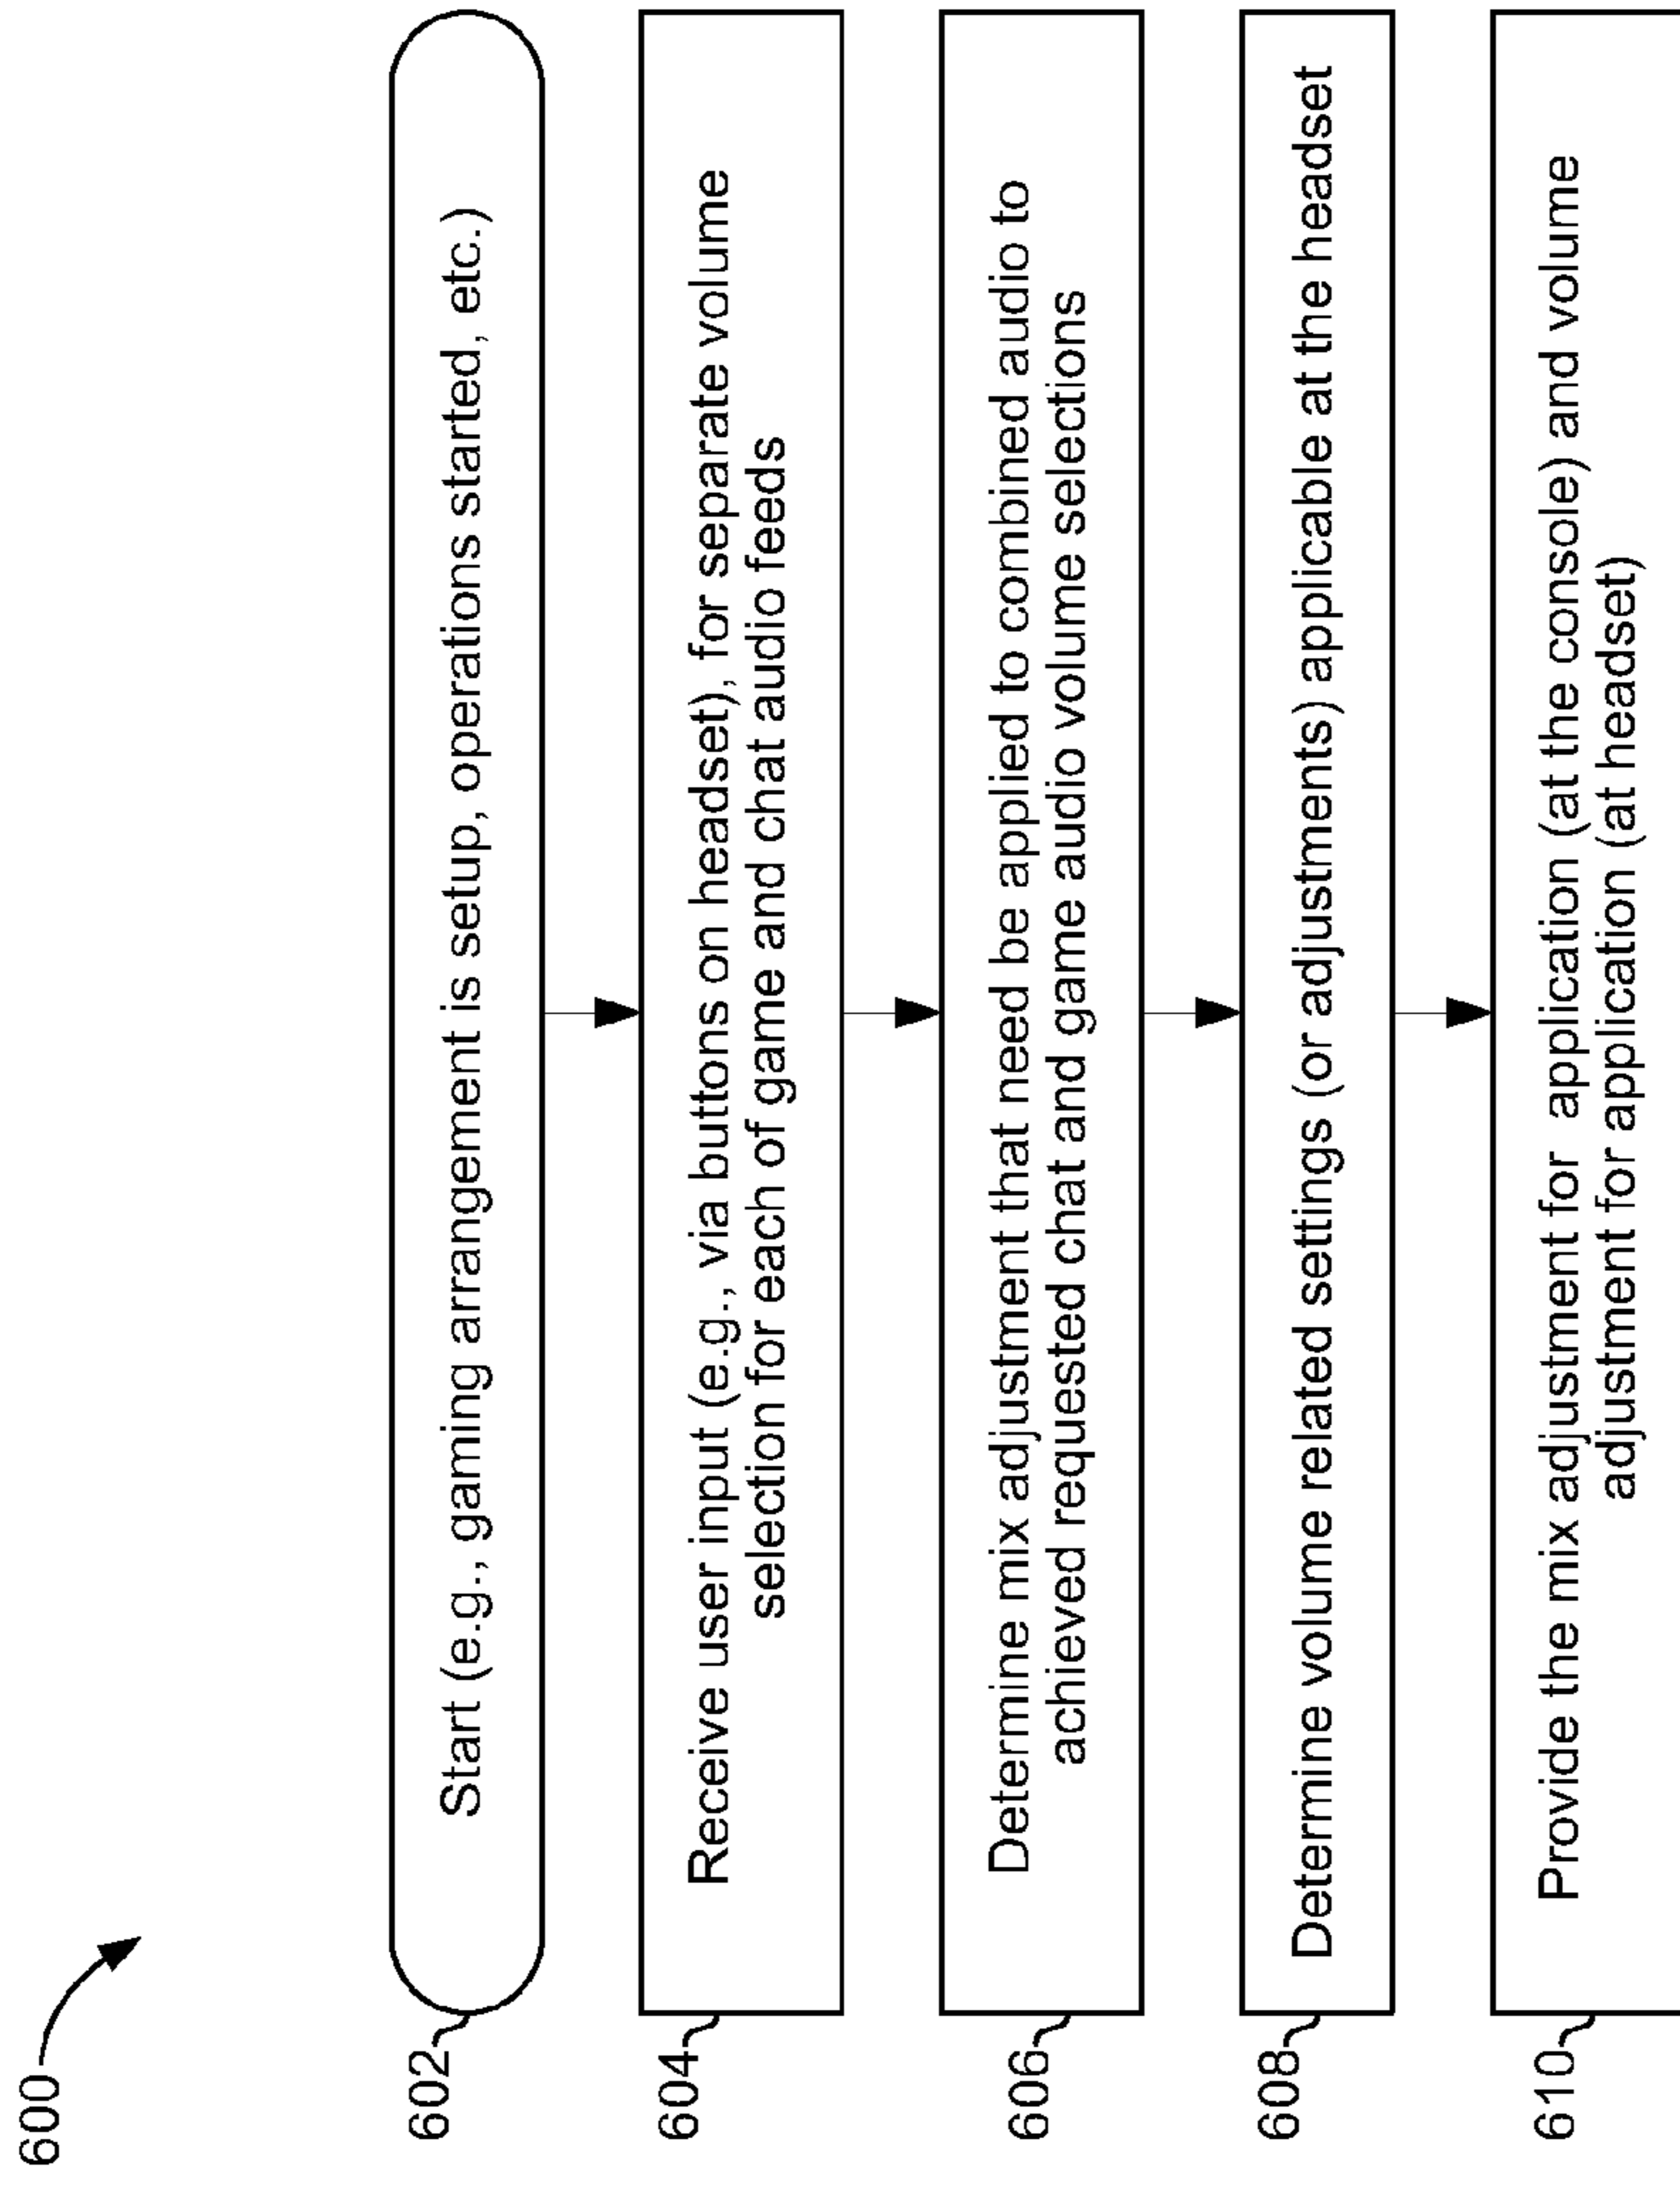 600
602
Start (e.g., gaming arrangement is setup, operations started, etc.)
604
Receive user input (e.g., via buttons on headset), for separate volume
selection for each of game and chat audio feeds
606
Determine mix adjustment that need be applied to combined audio to
achieved requested chat and game audio volume selections
608
Determine volume related settings (or adjustments) applicable at the headset
610
Provide the mix adjustment for application (at the console) and volume
adjustment for application (at headset)